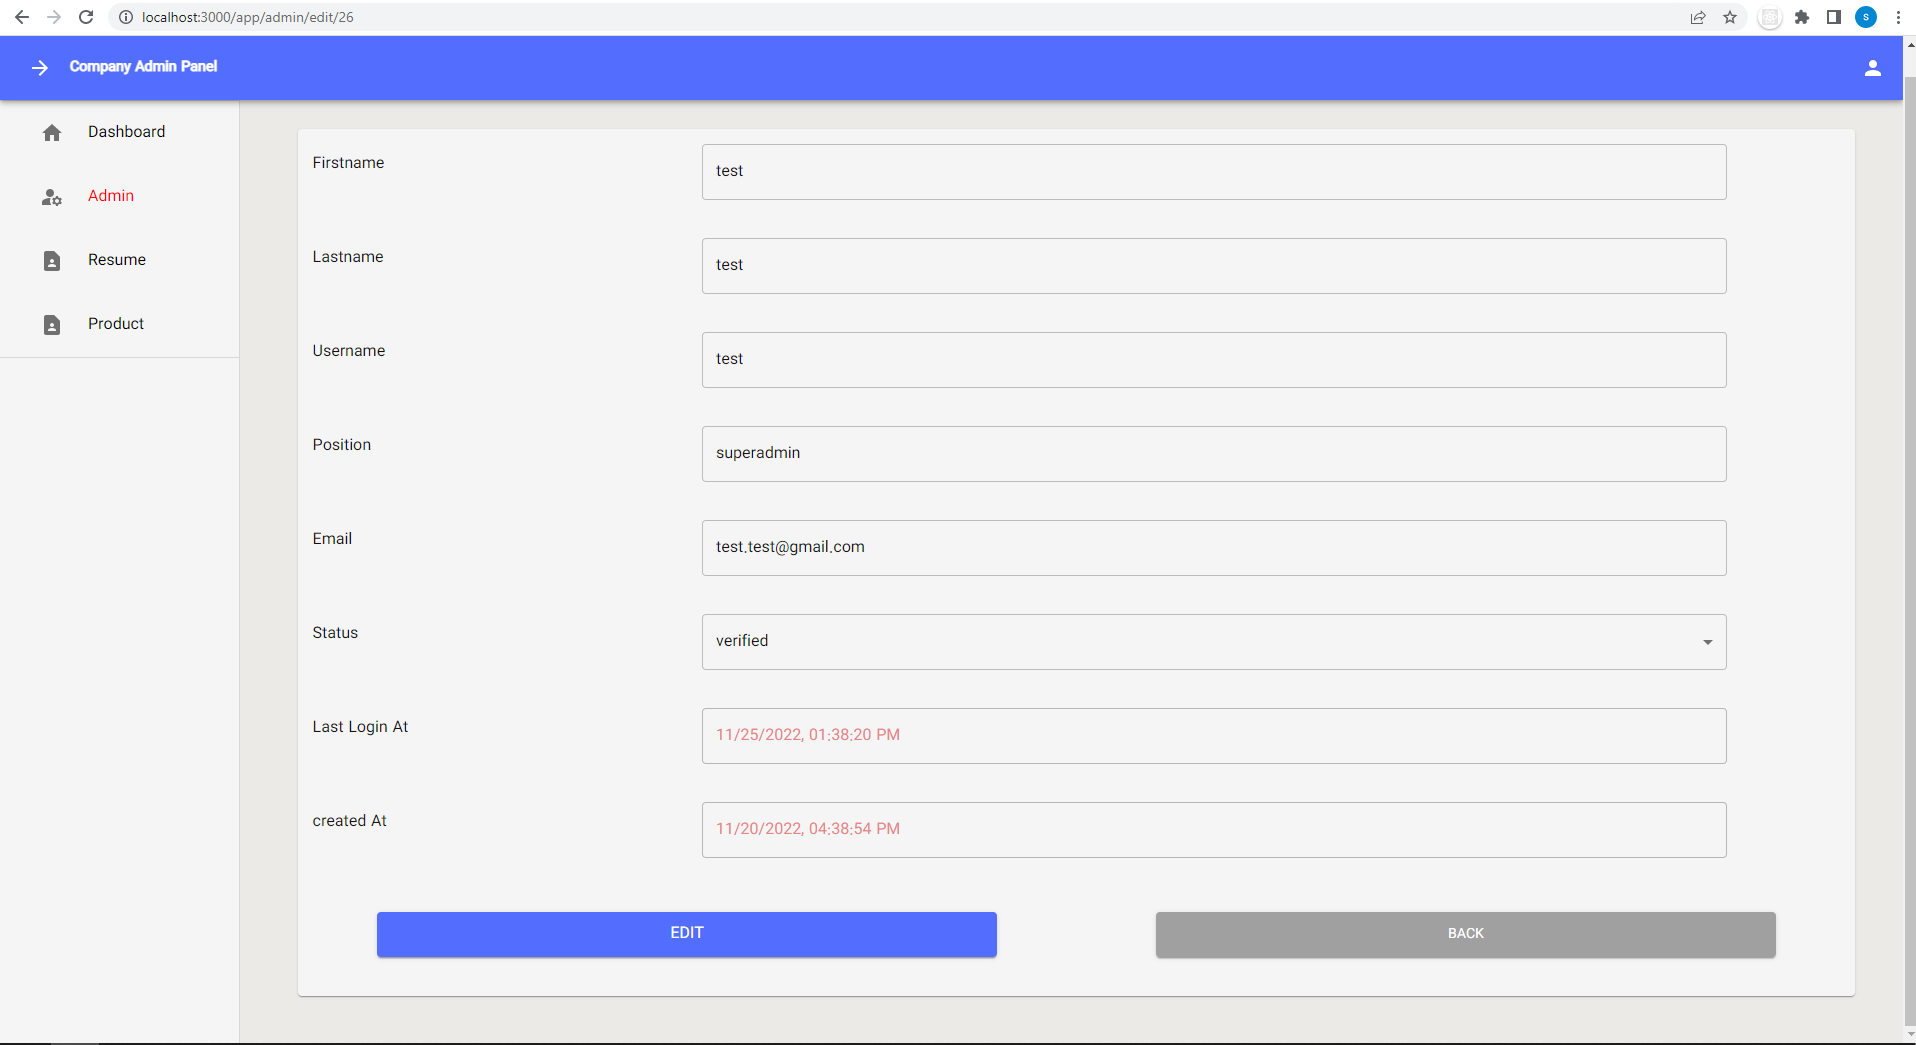 localhost:3000/app/admin/edit/26
s
Company Admin Panel
Dashboard
Admin
Resume
Product
Firstname
test
Lastname
test
Username
test
Position
superadmin
Email
test.test@gmail.com
Status
verified
Last Login At
11/25/2022, 01:38:20 PM
created At
11/20/2022, 04:38:54 PM
EDIT
BACK